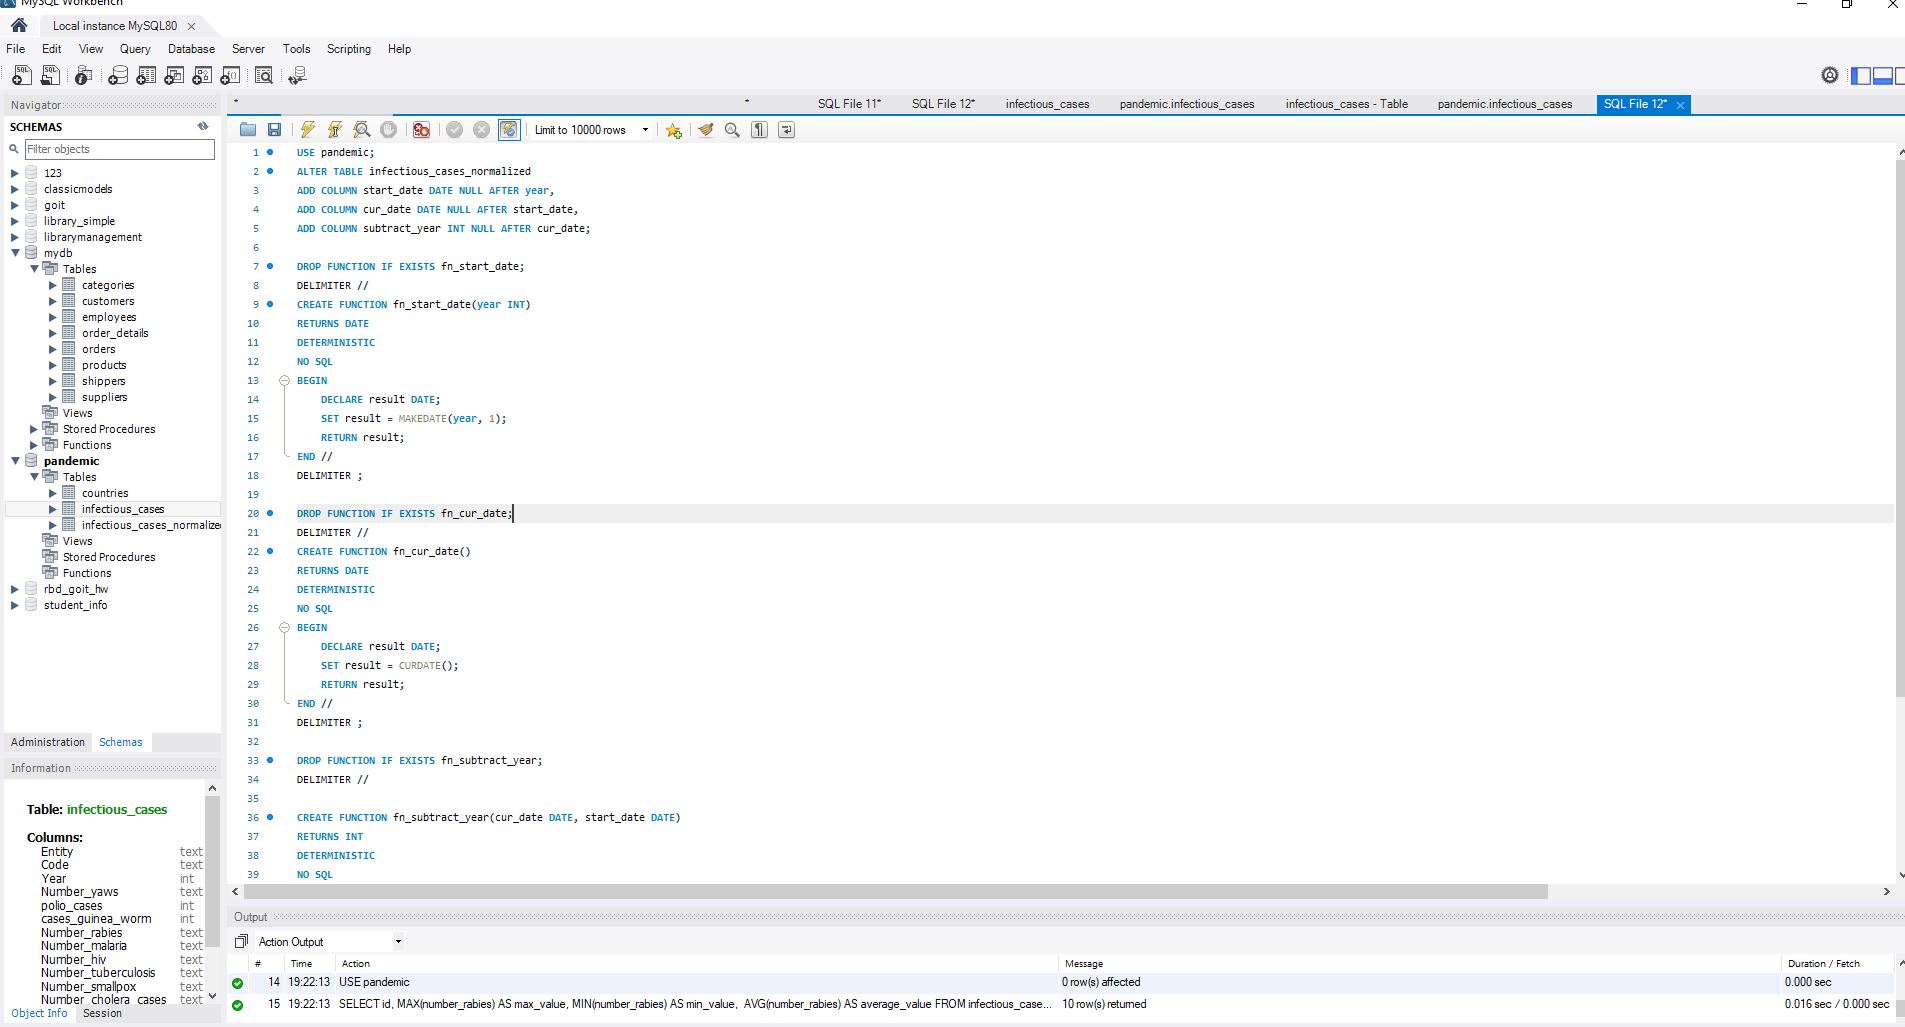 MySQL Workbench
Local instance MySQL80
File Edit View Query Database Server Tools Scripting Help
Navigator
SCHEMAS
Filter objects
123
classicmodels
goit
library_simple
librarymanagement
mydb
Tables
categories
customers
employees
order_details
orders
products
shippers
suppliers
Views
Stored Procedures
Functions
pandemic
Tables
countries
infectious_cases
infectious_cases_normalized
Views
Stored Procedures
Functions
rbd_goit_hw
student_info
Administration Schemas
Information
Table: infectious_cases
Columns:
Entity text
Code text
Year int
Number_yaws text
polio_cases int
cases_guinea_worm int
Number_rabies text
Number_malaria text
Number_hiv text
Number_tuberculosis text
Number_smallpox text
Number_cholera_cases text
Object Info Session
* * SQL File 11* SQL File 12* infectious_cases pandemic.infectious_cases infectious_cases - Table pandemic.infectious_cases SQL File 12*
Limit to 10000 rows
1 USE pandemic;
2 ALTER TABLE infectious_cases_normalized
3 ADD COLUMN start_date DATE NULL AFTER year,
4 ADD COLUMN cur_date DATE NULL AFTER start_date,
5 ADD COLUMN subtract_year INT NULL AFTER cur_date;
6
7 DROP FUNCTION IF EXISTS fn_start_date;
8 DELIMITER //
9 CREATE FUNCTION fn_start_date(year INT)
10 RETURNS DATE
11 DETERMINISTIC
12 NO SQL
13 BEGIN
14 DECLARE result DATE;
15 SET result = MAKEDATE(year, 1);
16 RETURN result;
17 END //
18 DELIMITER ;
19
20 DROP FUNCTION IF EXISTS fn_cur_date;
21 DELIMITER //
22 CREATE FUNCTION fn_cur_date()
23 RETURNS DATE
24 DETERMINISTIC
25 NO SQL
26 BEGIN
27 DECLARE result DATE;
28 SET result = CURDATE();
29 RETURN result;
30 END //
31 DELIMITER ;
32
33 DROP FUNCTION IF EXISTS fn_subtract_year;
34 DELIMITER //
35
36 CREATE FUNCTION fn_subtract_year(cur_date DATE, start_date DATE)
37 RETURNS INT
38 DETERMINISTIC
39 NO SQL
Output
Action Output
# Time Action Message Duration / Fetch
14 19:22:13 USE pandemic 0 row(s) affected 0.000 sec
15 19:22:13 SELECT id, MAX(number_rabies) AS max_value, MIN(number_rabies) AS min_value, AVG(number_rabies) AS average_value FROM infectious_case... 10 row(s) returned 0.016 sec / 0.000 sec